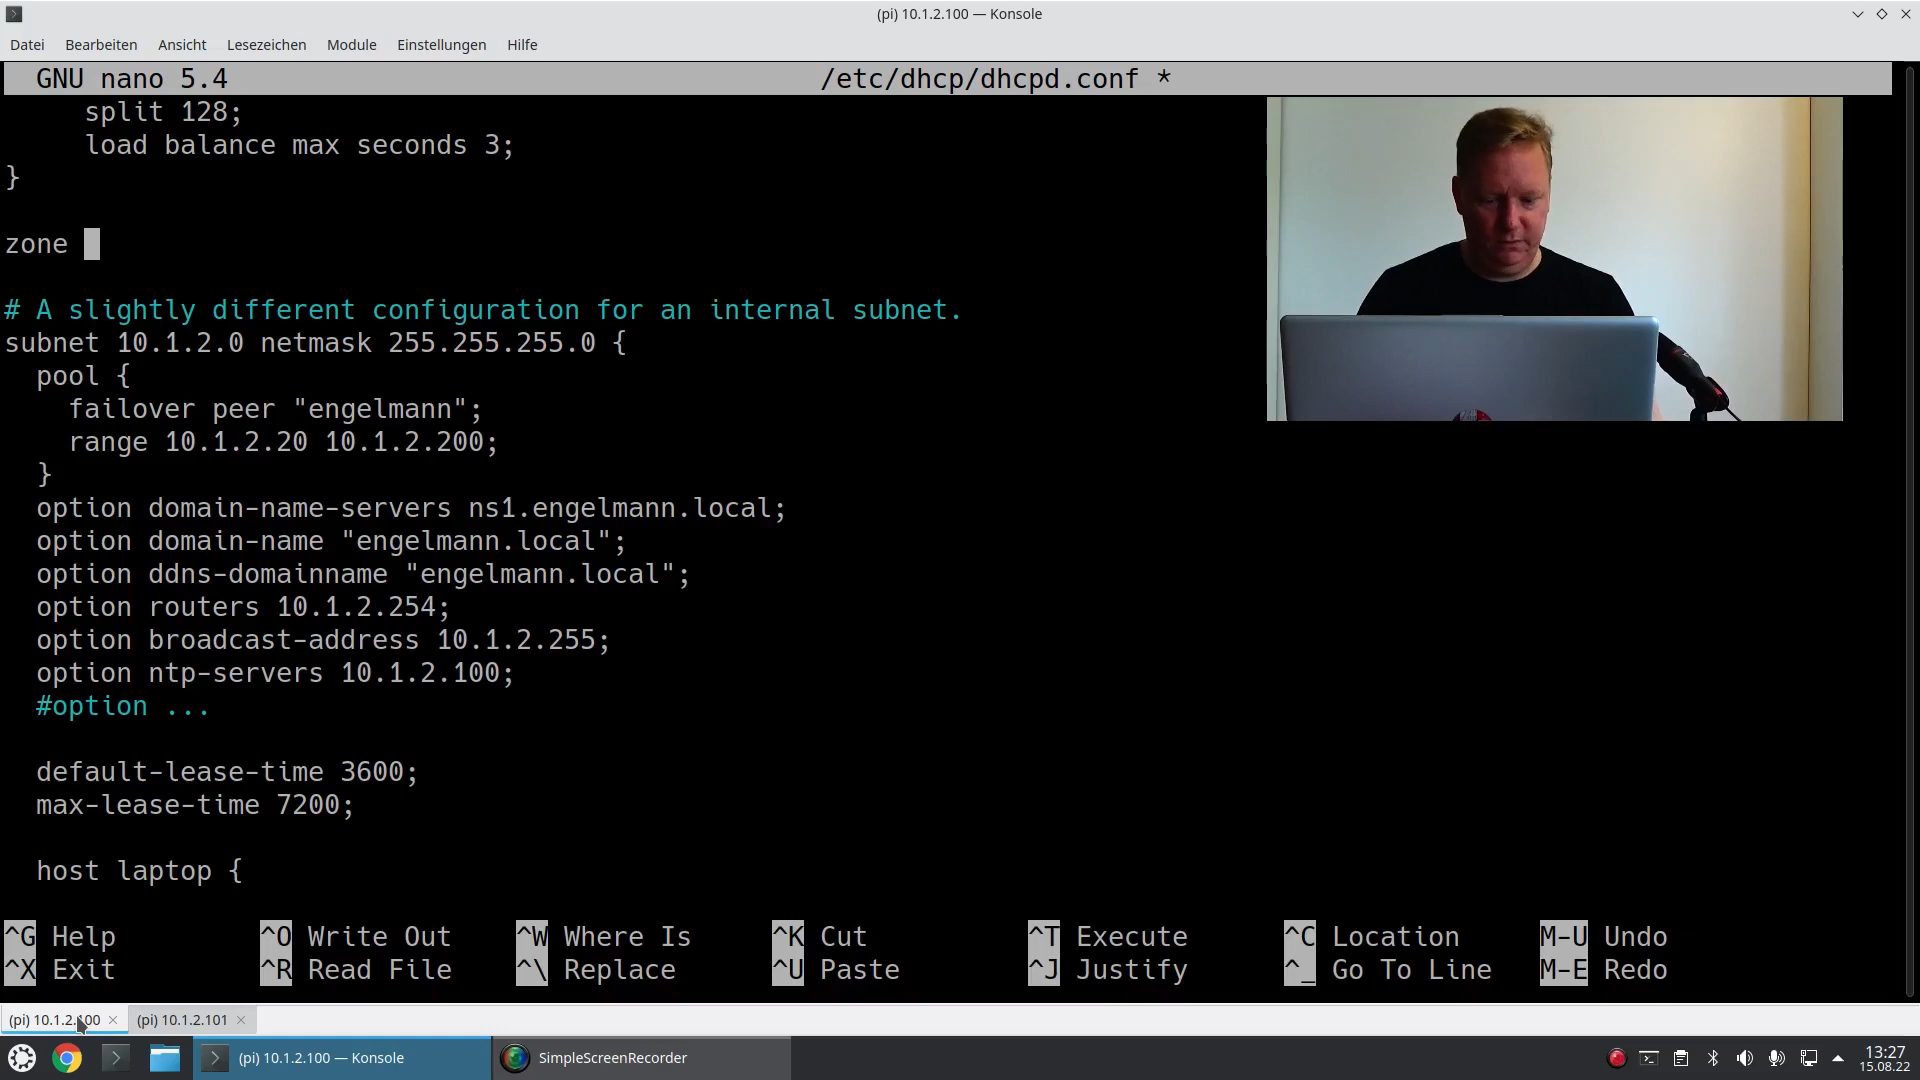 (pi) 10.1.2.100 — Konsole
Datei Bearbeiten Ansicht Lesezeichen Module Einstellungen Hilfe
GNU nano 5.4 /etc/dhcp/dhcpd.conf *
split 128;
load balance max seconds 3;
}
zone
# A slightly different configuration for an internal subnet.
subnet 10.1.2.0 netmask 255.255.255.0 {
pool {
failover peer "engelmann";
range 10.1.2.20 10.1.2.200;
}
option domain-name-servers ns1.engelmann.local;
option domain-name "engelmann.local";
option ddns-domainname "engelmann.local";
option routers 10.1.2.254;
option broadcast-address 10.1.2.255;
option ntp-servers 10.1.2.100;
#option ...
default-lease-time 3600;
max-lease-time 7200;
host laptop {
^G Help ^O Write Out ^W Where Is ^K Cut ^T Execute ^C Location M-U Undo
^X Exit ^R Read File ^\ Replace ^U Paste ^J Justify ^_ Go To Line M-E Redo
(pi) 10.1.2.100 (pi) 10.1.2.101
(pi) 10.1.2.100 — Konsole SimpleScreenRecorder 13:27
15.08.22